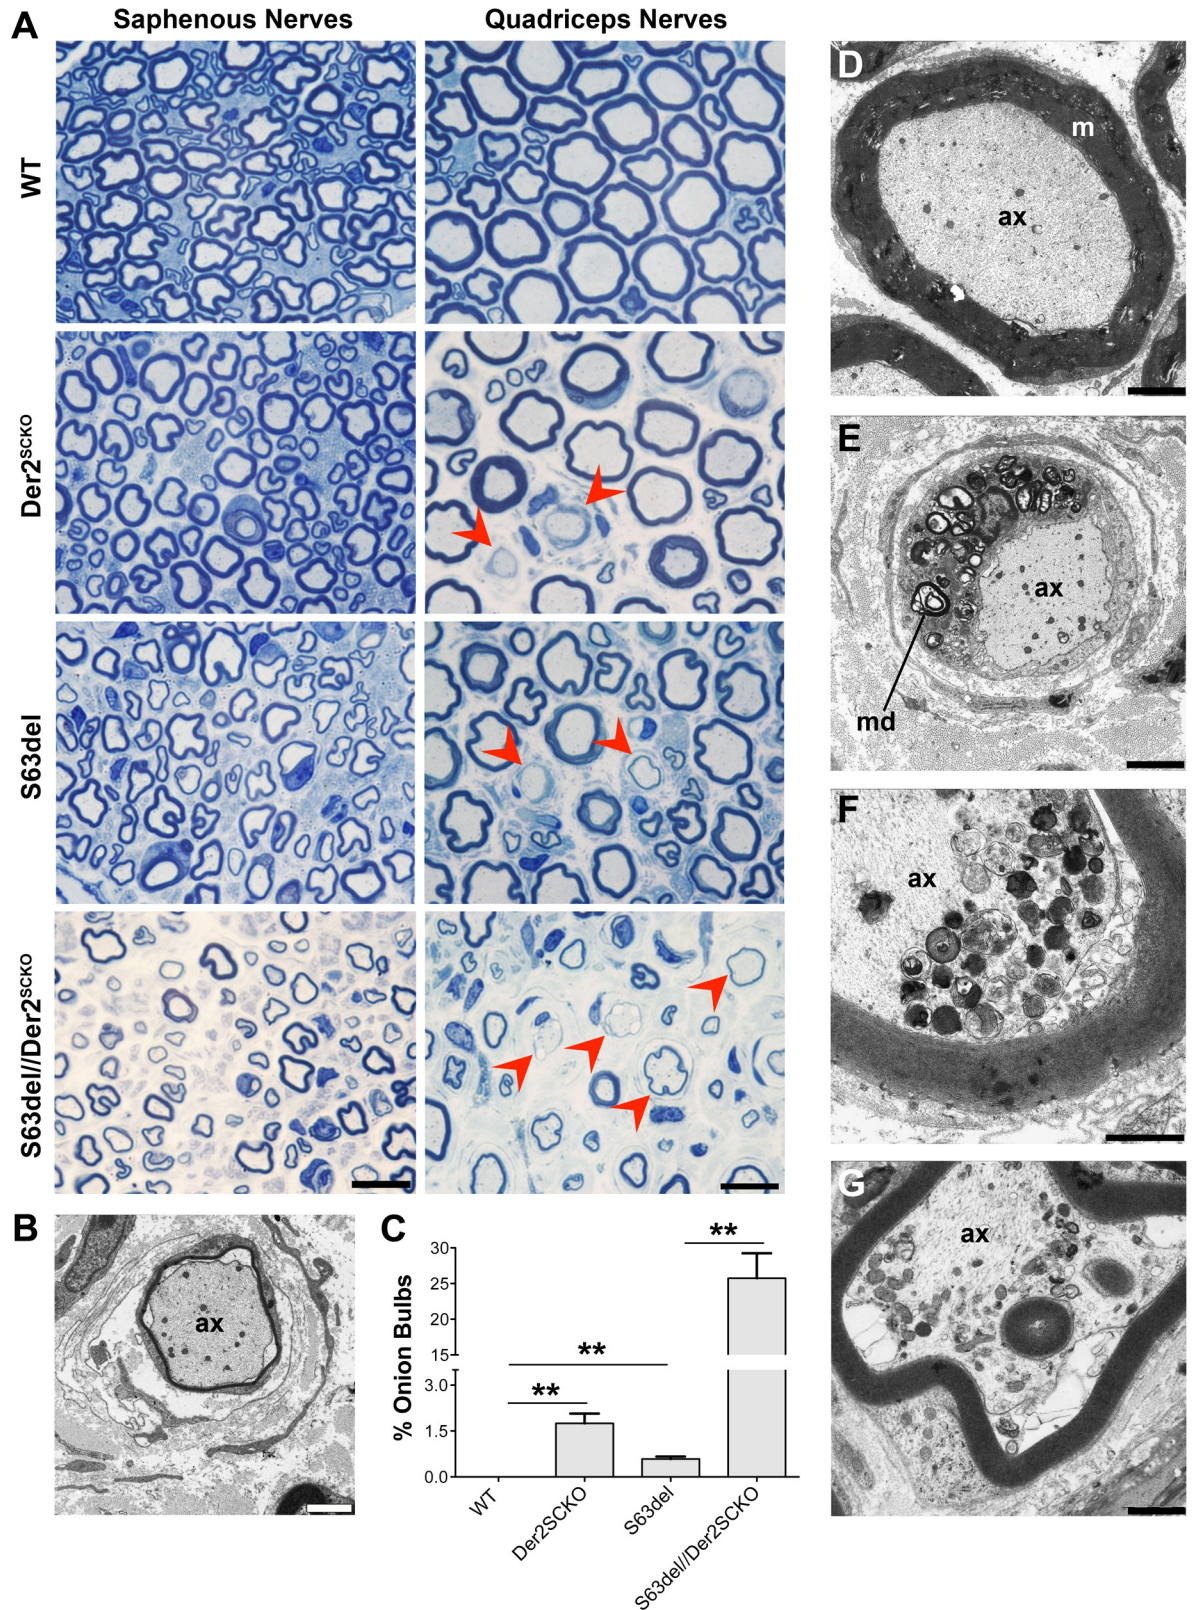 A
Saphenous Nerves
Quadriceps Nerves
WT
Der2ˢᶜᴷᴼ
S63del
S63del//Der2ˢᶜᴷᴼ
B
ax
C
% Onion Bulbs
30
25
20
15
3.0
1.5
0.0
**
**
**
WT
Der2SCKO
S63del
S63del//Der2SCKO
D
m
ax
E
ax
md
F
ax
G
ax